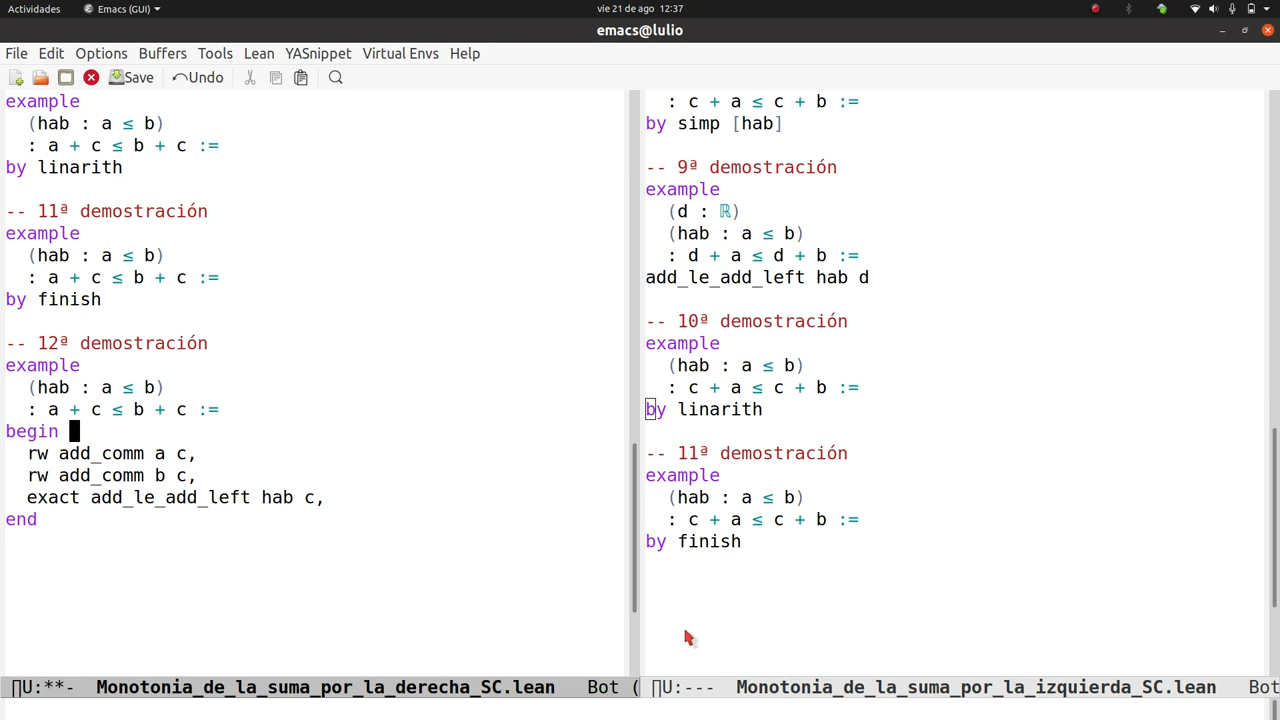 Actividades Emacs (GUI) vie 21 de ago 12:37
emacs@lulio
File Edit Options Buffers Tools Lean YASnippet Virtual Envs Help
Save Undo
example
(hab : a ≤ b)
: a + c ≤ b + c :=
by linarith
-- 11ª demostración
example
(hab : a ≤ b)
: a + c ≤ b + c :=
by finish
-- 12ª demostración
example
(hab : a ≤ b)
: a + c ≤ b + c :=
begin
rw add_comm a c,
rw add_comm b c,
exact add_le_add_left hab c,
end
∏U:**- Monotonia_de_la_suma_por_la_derecha_SC.lean Bot (
: c + a ≤ c + b :=
by simp [hab]
-- 9ª demostración
example
(d : ℝ)
(hab : a ≤ b)
: d + a ≤ d + b :=
add_le_add_left hab d
-- 10ª demostración
example
(hab : a ≤ b)
: c + a ≤ c + b :=
by linarith
-- 11ª demostración
example
(hab : a ≤ b)
: c + a ≤ c + b :=
by finish
∏U:--- Monotonia_de_la_suma_por_la_izquierda_SC.lean Bot